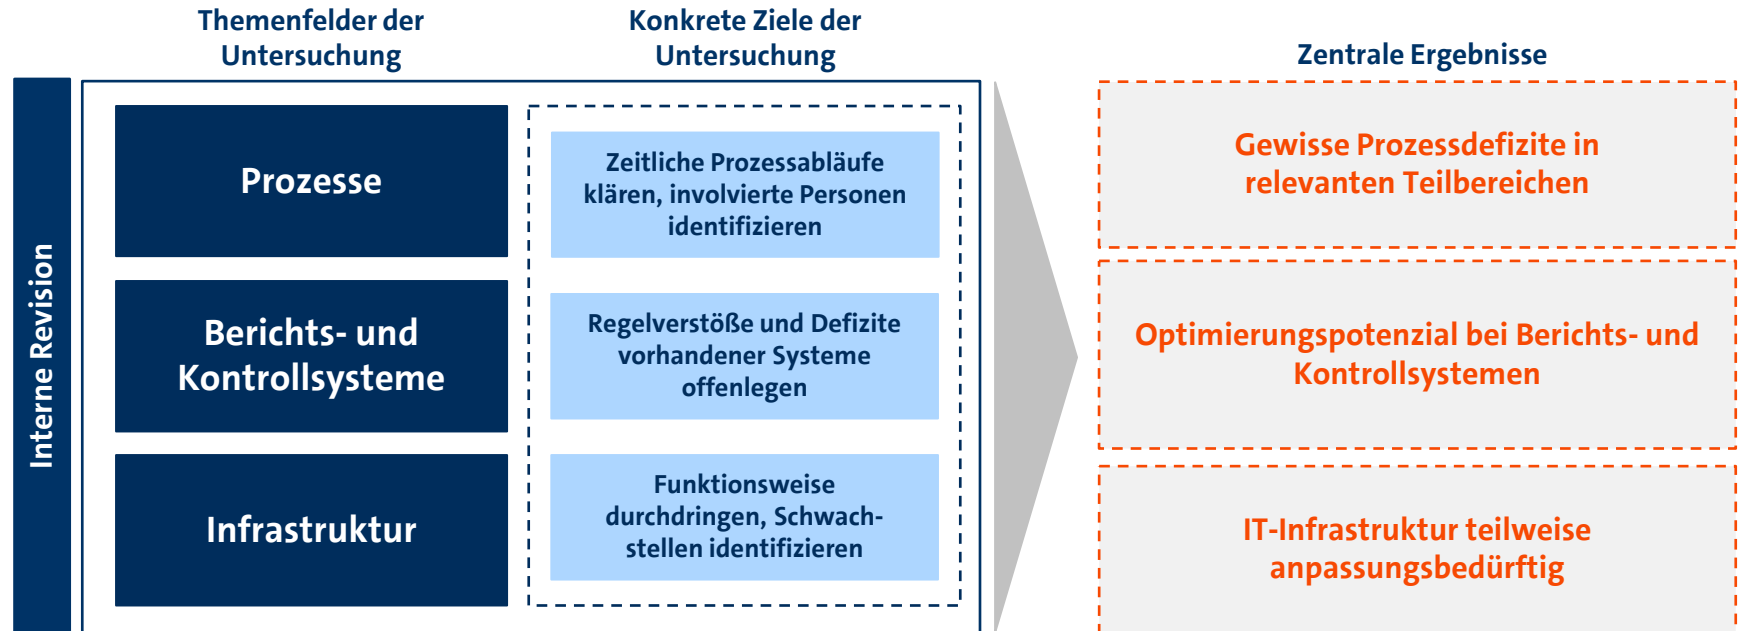 Themenfelder der
Untersuchung
Konkrete Ziele der
Untersuchung
Zentrale Ergebnisse
Interne Revision
Prozesse
Zeitliche Prozessabläufe
klären, involvierte Personen
identifizieren
Gewisse Prozessdefizite in
relevanten Teilbereichen
Berichts- und
Kontrollsysteme
Regelverstöße und Defizite
vorhandener Systeme
offenlegen
Optimierungspotenzial bei Berichts- und
Kontrollsystemen
Infrastruktur
Funktionsweise
durchdringen, Schwach-
stellen identifizieren
IT-Infrastruktur teilweise
anpassungsbedürftig